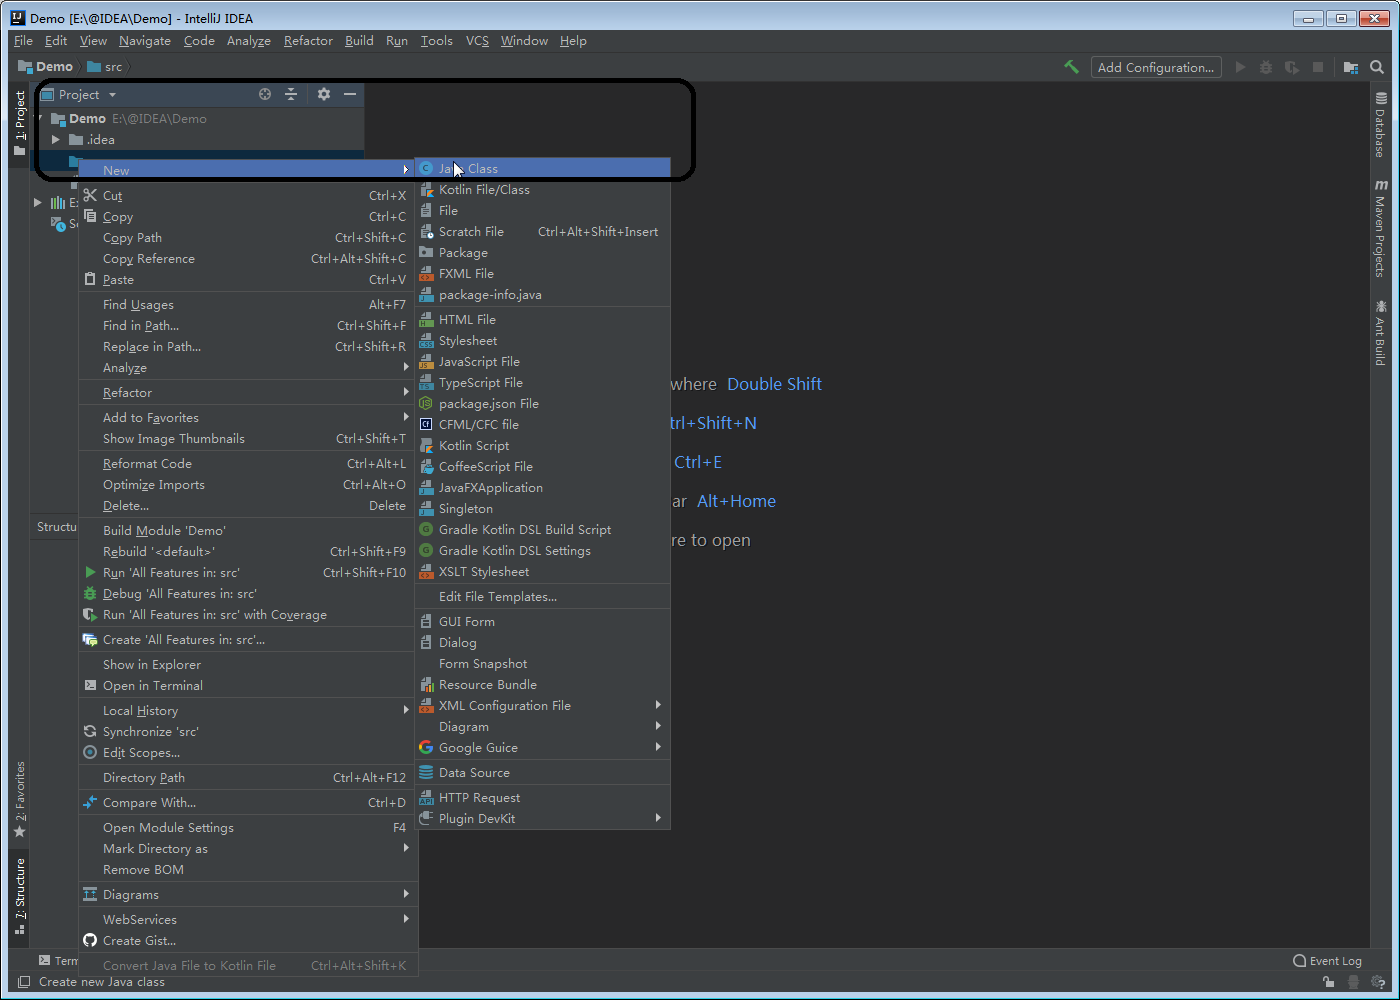 Demo [E:\@IDEA\Demo] - IntelliJ IDEA
File Edit View Navigate Code Analyze Refactor Build Run Tools VCS Window Help
Demo src
Add Configuration...
1: Project
Project
Demo E:\@IDEA\Demo
.idea
New
Cut Ctrl+X
Copy Ctrl+C
Copy Path Ctrl+Shift+C
Copy Reference Ctrl+Alt+Shift+C
Paste Ctrl+V
Find Usages Alt+F7
Find in Path... Ctrl+Shift+F
Replace in Path... Ctrl+Shift+R
Analyze
Refactor
Add to Favorites
Show Image Thumbnails Ctrl+Shift+T
Reformat Code Ctrl+Alt+L
Optimize Imports Ctrl+Alt+O
Delete... Delete
Build Module 'Demo'
Rebuild '<default>' Ctrl+Shift+F9
Run 'All Features in: src' Ctrl+Shift+F10
Debug 'All Features in: src'
Run 'All Features in: src' with Coverage
Create 'All Features in: src'...
Show in Explorer
Open in Terminal
Local History
Synchronize 'src'
Edit Scopes...
Directory Path Ctrl+Alt+F12
Compare With... Ctrl+D
Open Module Settings F4
Mark Directory as
Remove BOM
Diagrams
WebServices
Create Gist...
Convert Java File to Kotlin File Ctrl+Alt+Shift+K
Java Class
Kotlin File/Class
File
Scratch File Ctrl+Alt+Shift+Insert
Package
FXML File
package-info.java
HTML File
Stylesheet
JavaScript File
TypeScript File
package.json File
CFML/CFC file
Kotlin Script
CoffeeScript File
JavaFXApplication
Singleton
Gradle Kotlin DSL Build Script
Gradle Kotlin DSL Settings
XSLT Stylesheet
Edit File Templates...
GUI Form
Dialog
Form Snapshot
Resource Bundle
XML Configuration File
Diagram
Google Guice
Data Source
HTTP Request
Plugin DevKit
where Double Shift
trl+Shift+N
Ctrl+E
ar Alt+Home
re to open
Database
Maven Projects
Ant Build
Structu
2: Favorites
7: Structure
Term
Event Log
Create new Java class